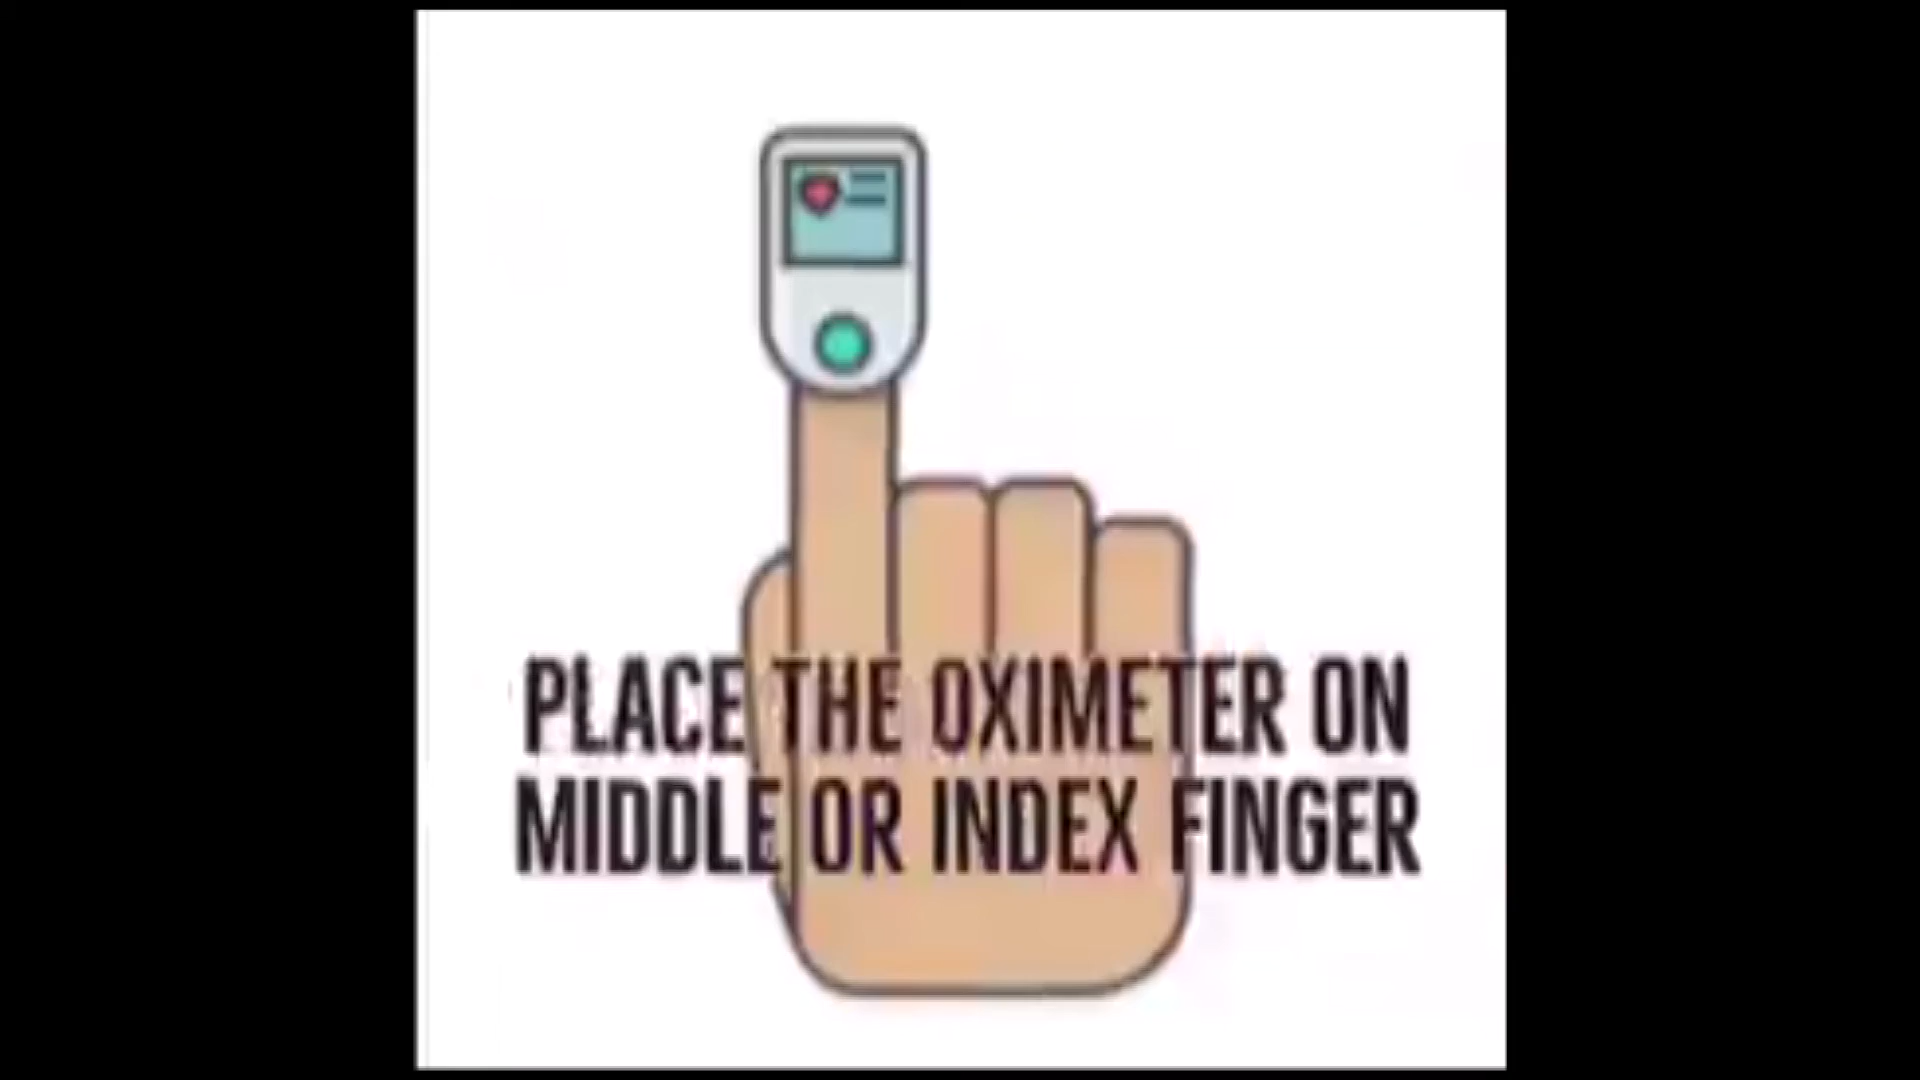 PLACE THE OXIMETER ON
MIDDLE OR INDEX FINGER